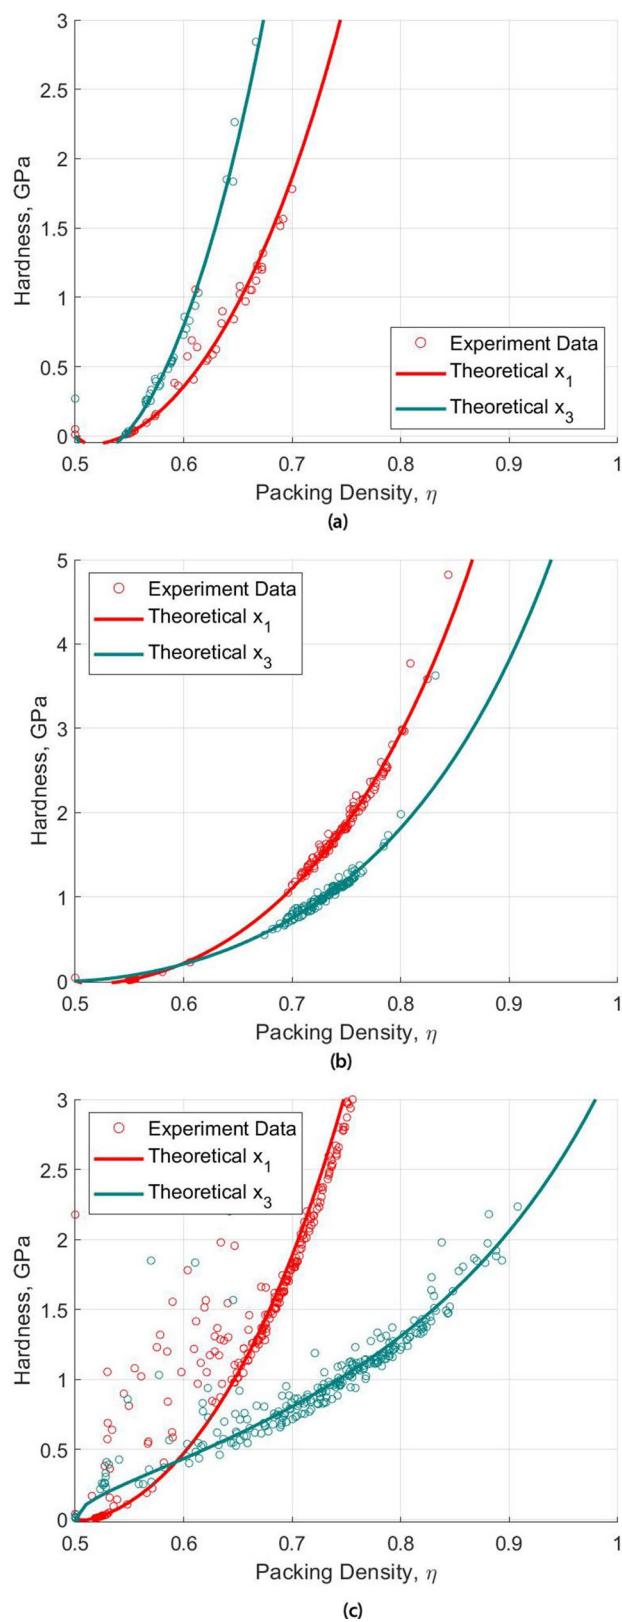 3
2.5
2
1.5
1
0.5
0
Hardness, GPa
Experiment Data
Theoretical x1
Theoretical x3
0.5 0.6 0.7 0.8 0.9 1
Packing Density, η
(a)
5
4
3
2
1
0
Hardness, GPa
Experiment Data
Theoretical x1
Theoretical x3
0.5 0.6 0.7 0.8 0.9 1
Packing Density, η
(b)
3
2.5
2
1.5
1
0.5
0
Hardness, GPa
Experiment Data
Theoretical x1
Theoretical x3
0.5 0.6 0.7 0.8 0.9 1
Packing Density, η
(c)